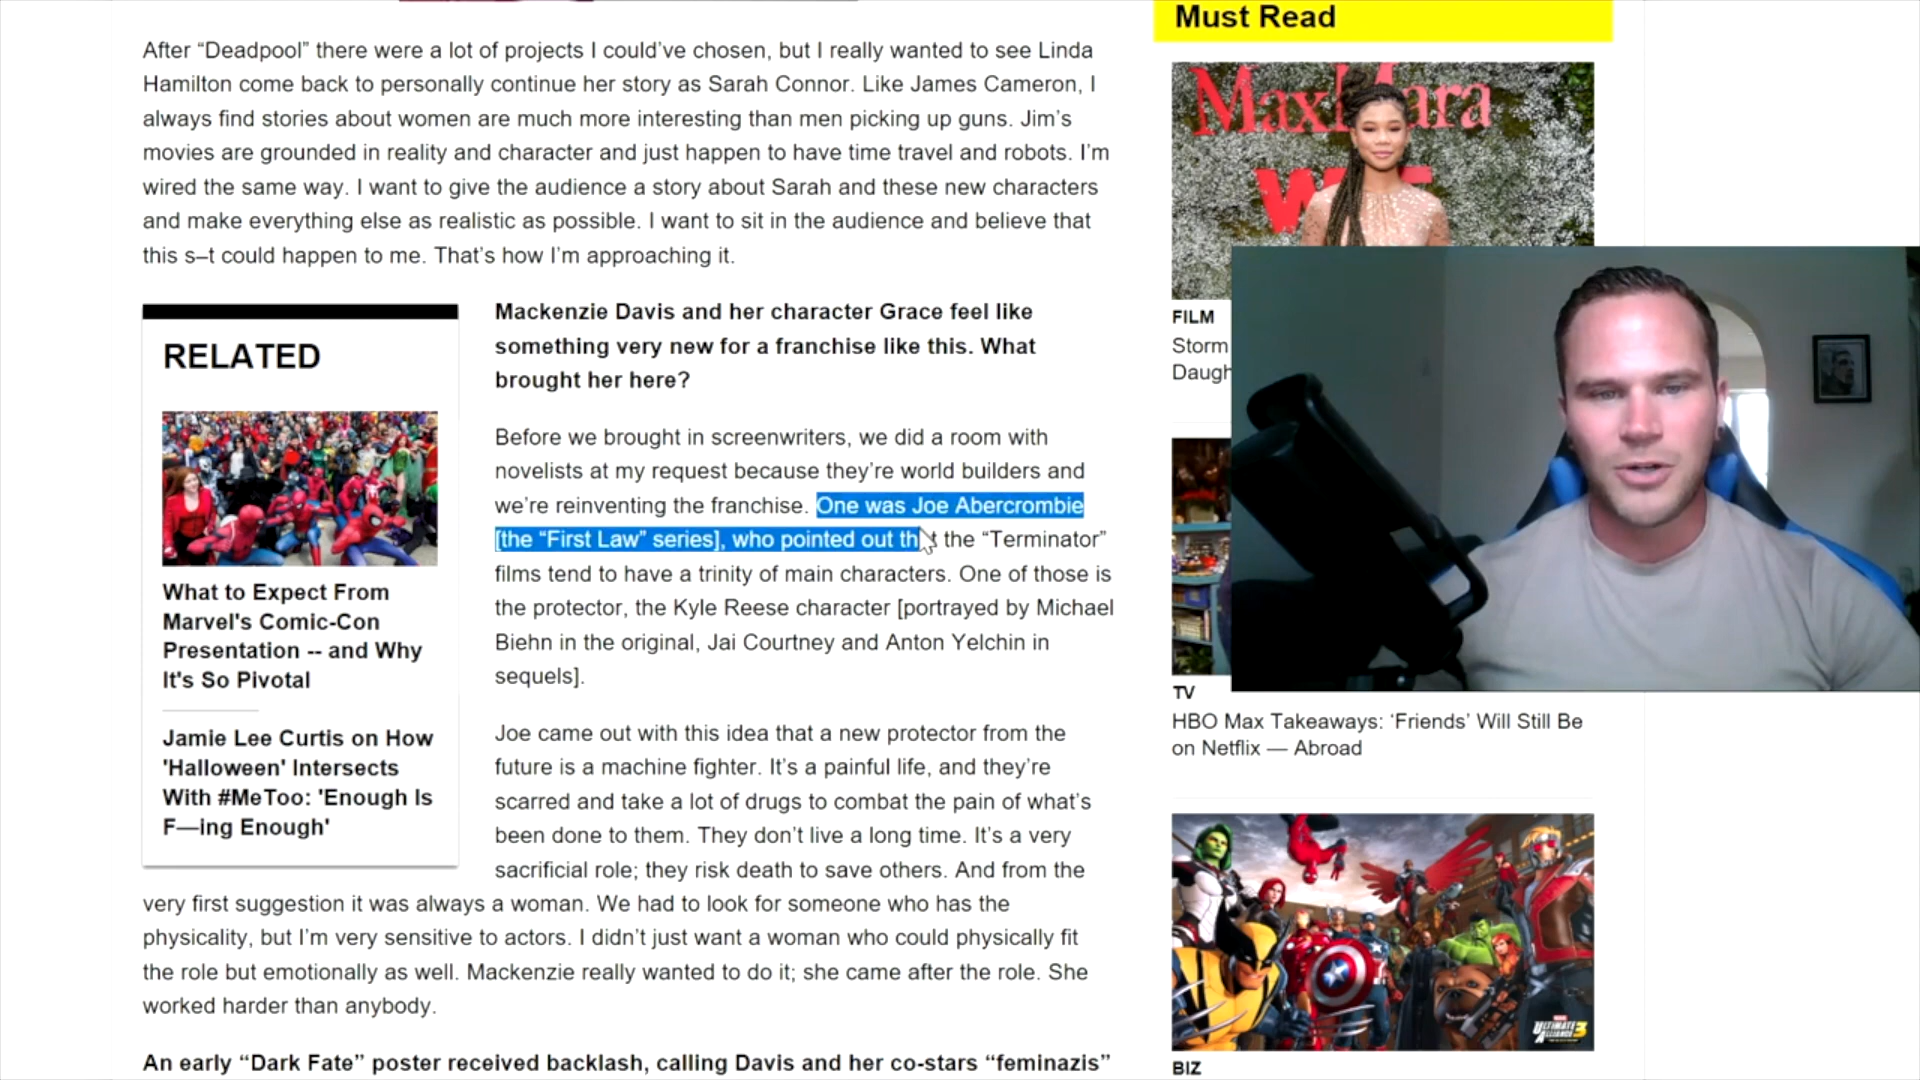 Must Read
After “Deadpool” there were a lot of projects I could’ve chosen, but I really wanted to see Linda
Hamilton come back to personally continue her story as Sarah Connor. Like James Cameron, I
always find stories about women are much more interesting than men picking up guns. Jim’s
movies are grounded in reality and character and just happen to have time travel and robots. I’m
wired the same way. I want to give the audience a story about Sarah and these new characters
and make everything else as realistic as possible. I want to sit in the audience and believe that
this s–t could happen to me. That’s how I’m approaching it.
RELATED
What to Expect From
Marvel's Comic-Con
Presentation -- and Why
It's So Pivotal
Jamie Lee Curtis on How
'Halloween' Intersects
With #MeToo: 'Enough Is
F—ing Enough'
Mackenzie Davis and her character Grace feel like
something very new for a franchise like this. What
brought her here?
Before we brought in screenwriters, we did a room with
novelists at my request because they’re world builders and
we’re reinventing the franchise. One was Joe Abercrombie
[the “First Law” series], who pointed out that the “Terminator”
films tend to have a trinity of main characters. One of those is
the protector, the Kyle Reese character [portrayed by Michael
Biehn in the original, Jai Courtney and Anton Yelchin in
sequels].
Joe came out with this idea that a new protector from the
future is a machine fighter. It’s a painful life, and they’re
scarred and take a lot of drugs to combat the pain of what’s
been done to them. They don’t live a long time. It’s a very
sacrificial role; they risk death to save others. And from the
very first suggestion it was always a woman. We had to look for someone who has the
physicality, but I’m very sensitive to actors. I didn’t just want a woman who could physically fit
the role but emotionally as well. Mackenzie really wanted to do it; she came after the role. She
worked harder than anybody.
An early “Dark Fate” poster received backlash, calling Davis and her co-stars “feminazis”
MaxMara
FILM
Storm
Daugh
TV
HBO Max Takeaways: ‘Friends’ Will Still Be
on Netflix — Abroad
MARVEL
ULTIMATE
ALLIANCE 3
BIZ